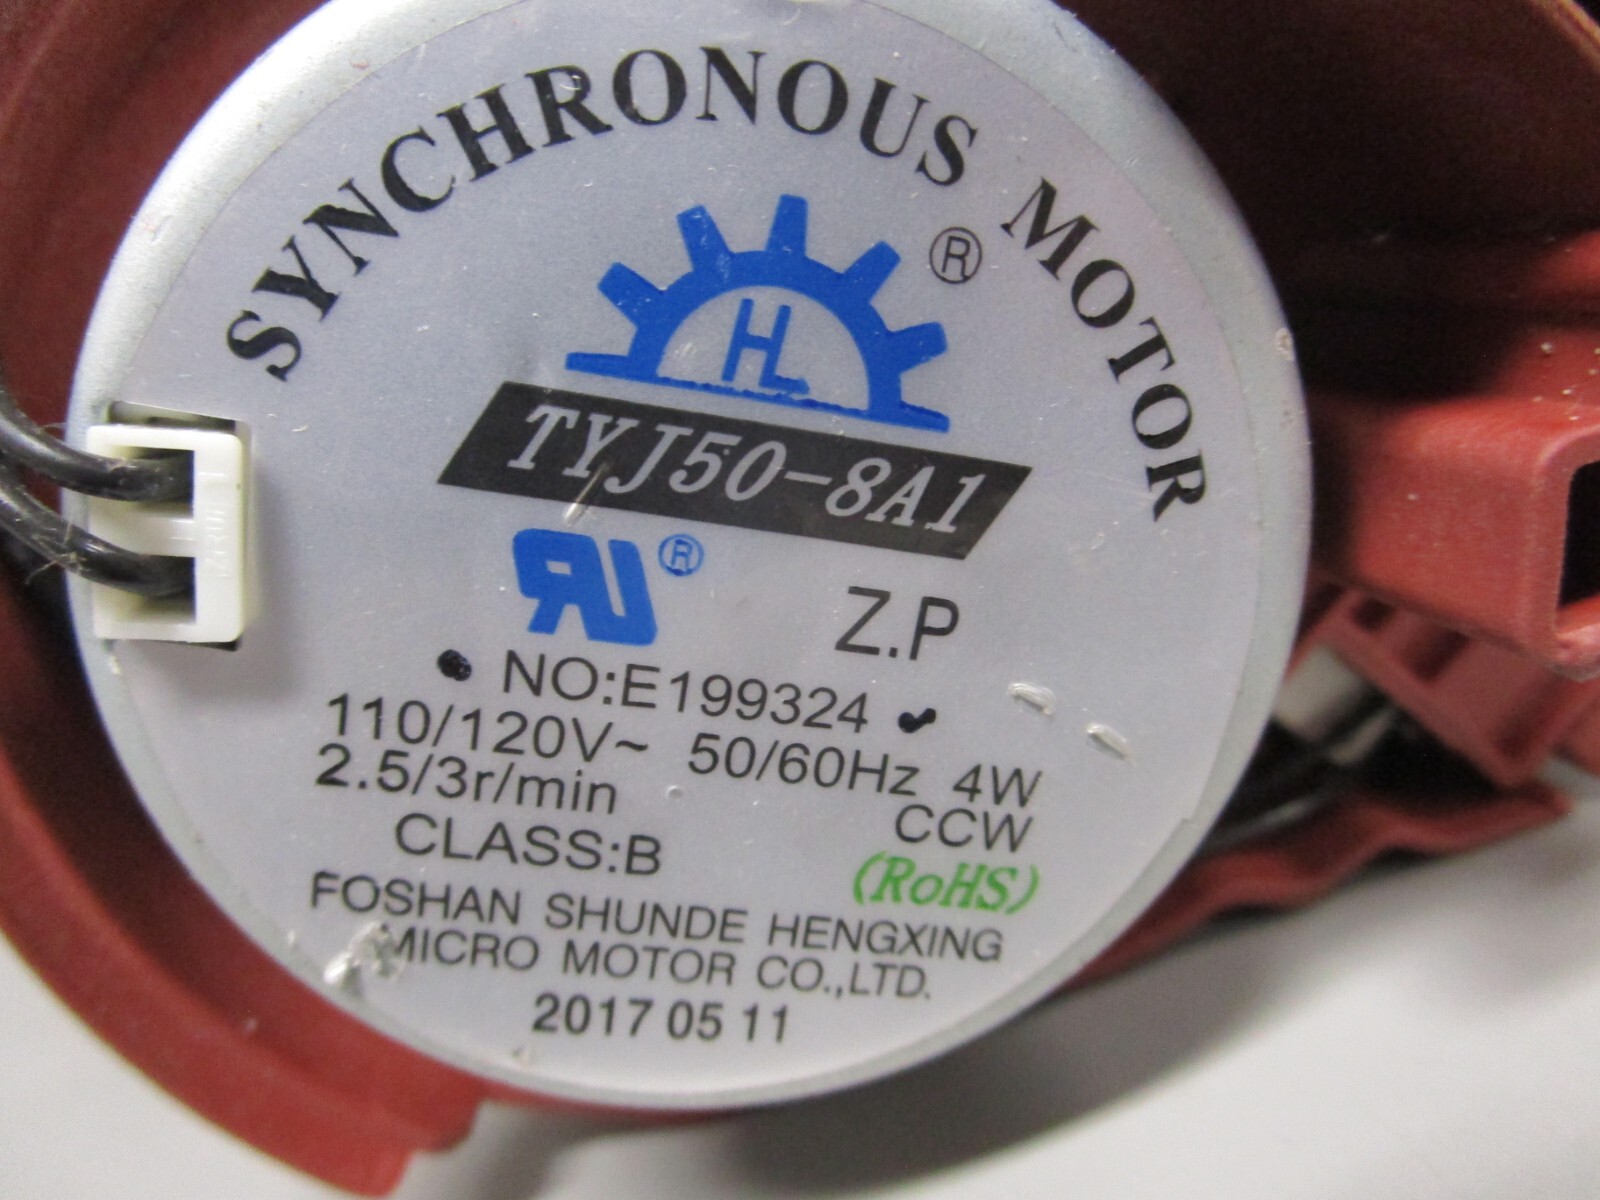 SYNCHRONOUS MOTOR
®
HL
TYJ50-8A1
RU®
Z.P
NO:E199324
110/120V~ 50/60Hz 4W
2.5/3r/min CCW
CLASS:B
(RoHS)
FOSHAN SHUNDE HENGXING
MICRO MOTOR CO.,LTD.
2017 05 11